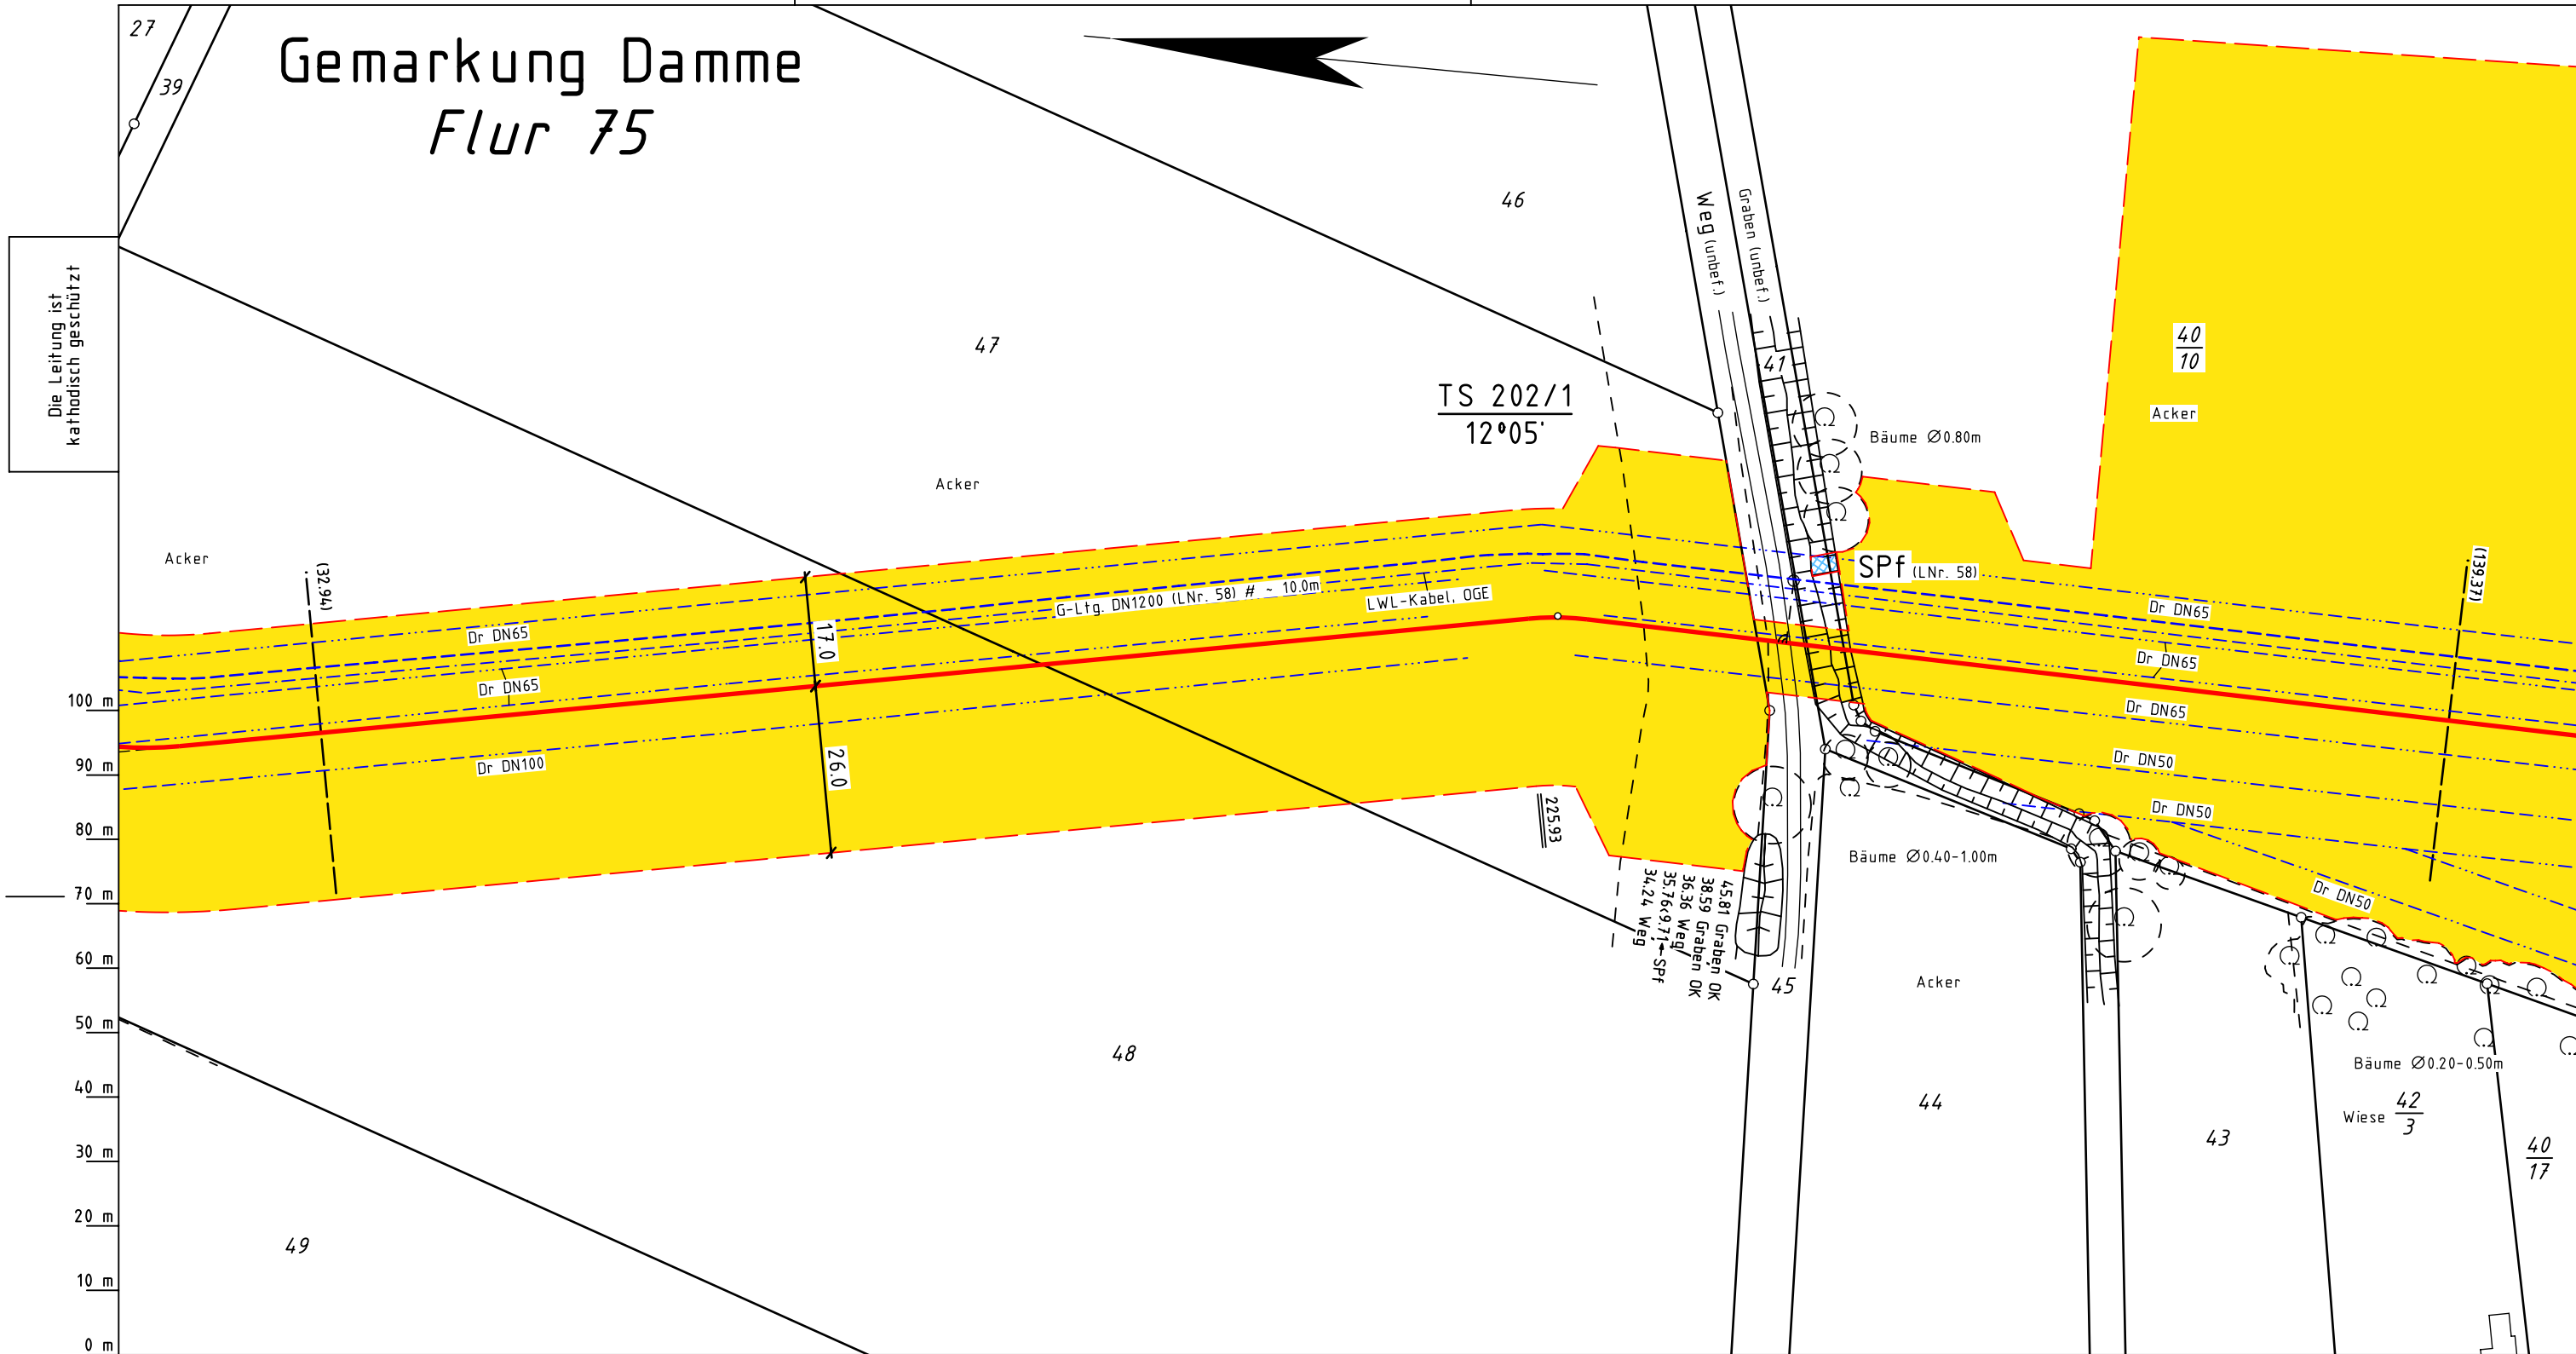 27
39
Gemarkung Damme
Flur 75
Die Leitung ist
kathodisch geschützt
46
47
Weg (unbef.)
Graben (unbef.)
41
40
10
Acker
TS 202/1
12°05'
Bäume Ø0.80m
Acker
Acker
(32.94)
SPf (LNr. 58)
(139.37)
G-Ltg. DN1200 (LNr. 58) # ~ 10.0m
LWL-Kabel, OGE
Dr DN65
Dr DN65
Dr DN100
17.0
26.0
Dr DN65
Dr DN65
Dr DN65
Dr DN50
Dr DN50
Dr DN50
225.93
Bäume Ø0.40-1.00m
45.81 Graben OK
38.59 Graben OK
36.36 Weg
35.76<9.71→SPf
34.24 Weg
100 m
90 m
80 m
70 m
60 m
50 m
40 m
30 m
20 m
10 m
0 m
45
Acker
48
44
43
Bäume Ø0.20-0.50m
Wiese 42
3
40
17
49